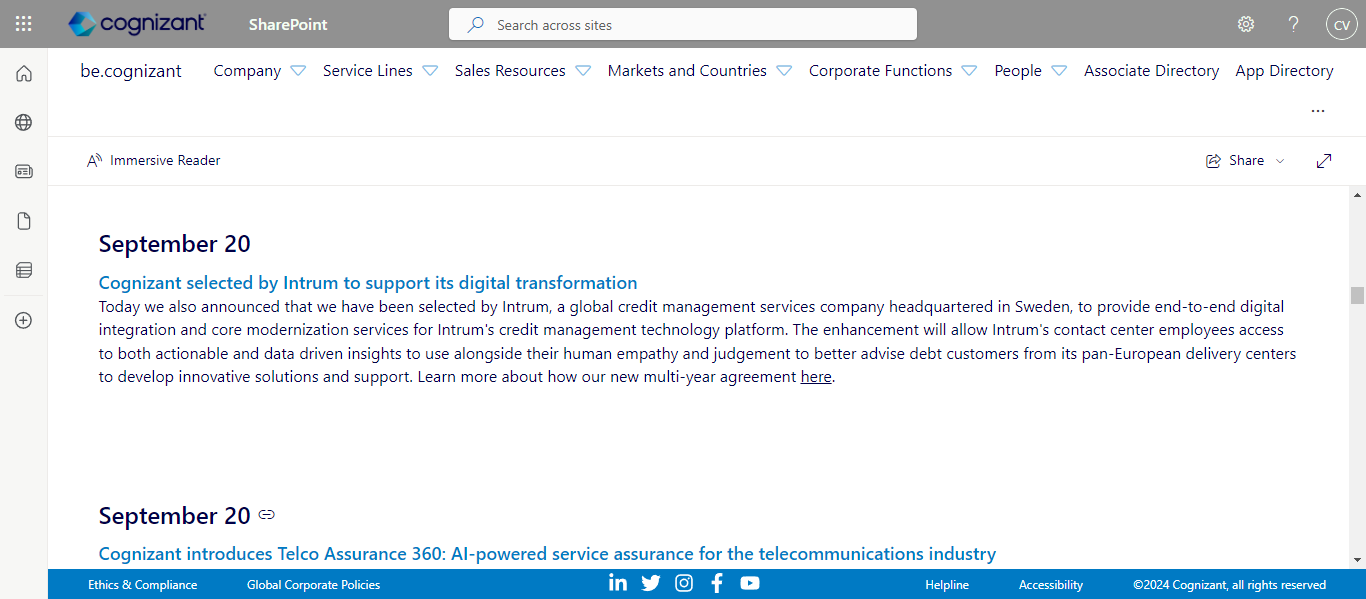 cognizant SharePoint Search across sites ? CV
be.cognizant Company Service Lines Sales Resources Markets and Countries Corporate Functions People Associate Directory App Directory
...
Immersive Reader Share
September 20
Cognizant selected by Intrum to support its digital transformation
Today we also announced that we have been selected by Intrum, a global credit management services company headquartered in Sweden, to provide end-to-end digital
integration and core modernization services for Intrum's credit management technology platform. The enhancement will allow Intrum's contact center employees access
to both actionable and data driven insights to use alongside their human empathy and judgement to better advise debt customers from its pan-European delivery centers
to develop innovative solutions and support. Learn more about how our new multi-year agreement here.
September 20
Cognizant introduces Telco Assurance 360: AI-powered service assurance for the telecommunications industry
Ethics & Compliance Global Corporate Policies Helpline Accessibility ©2024 Cognizant, all rights reserved